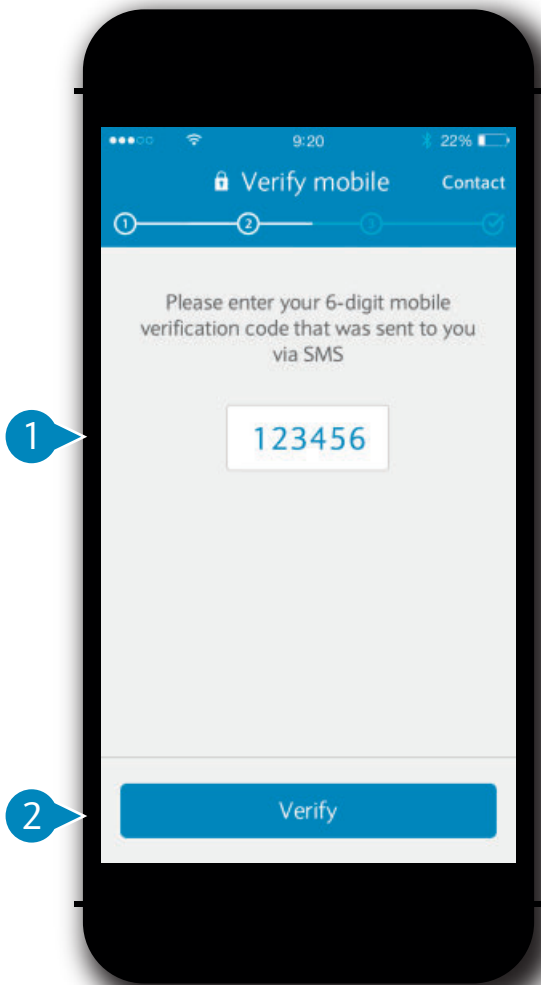 9:20
22%
Verify mobile
Contact
1
2
3
Please enter your 6-digit mobile
verification code that was sent to you
via SMS
1
123456
2
Verify